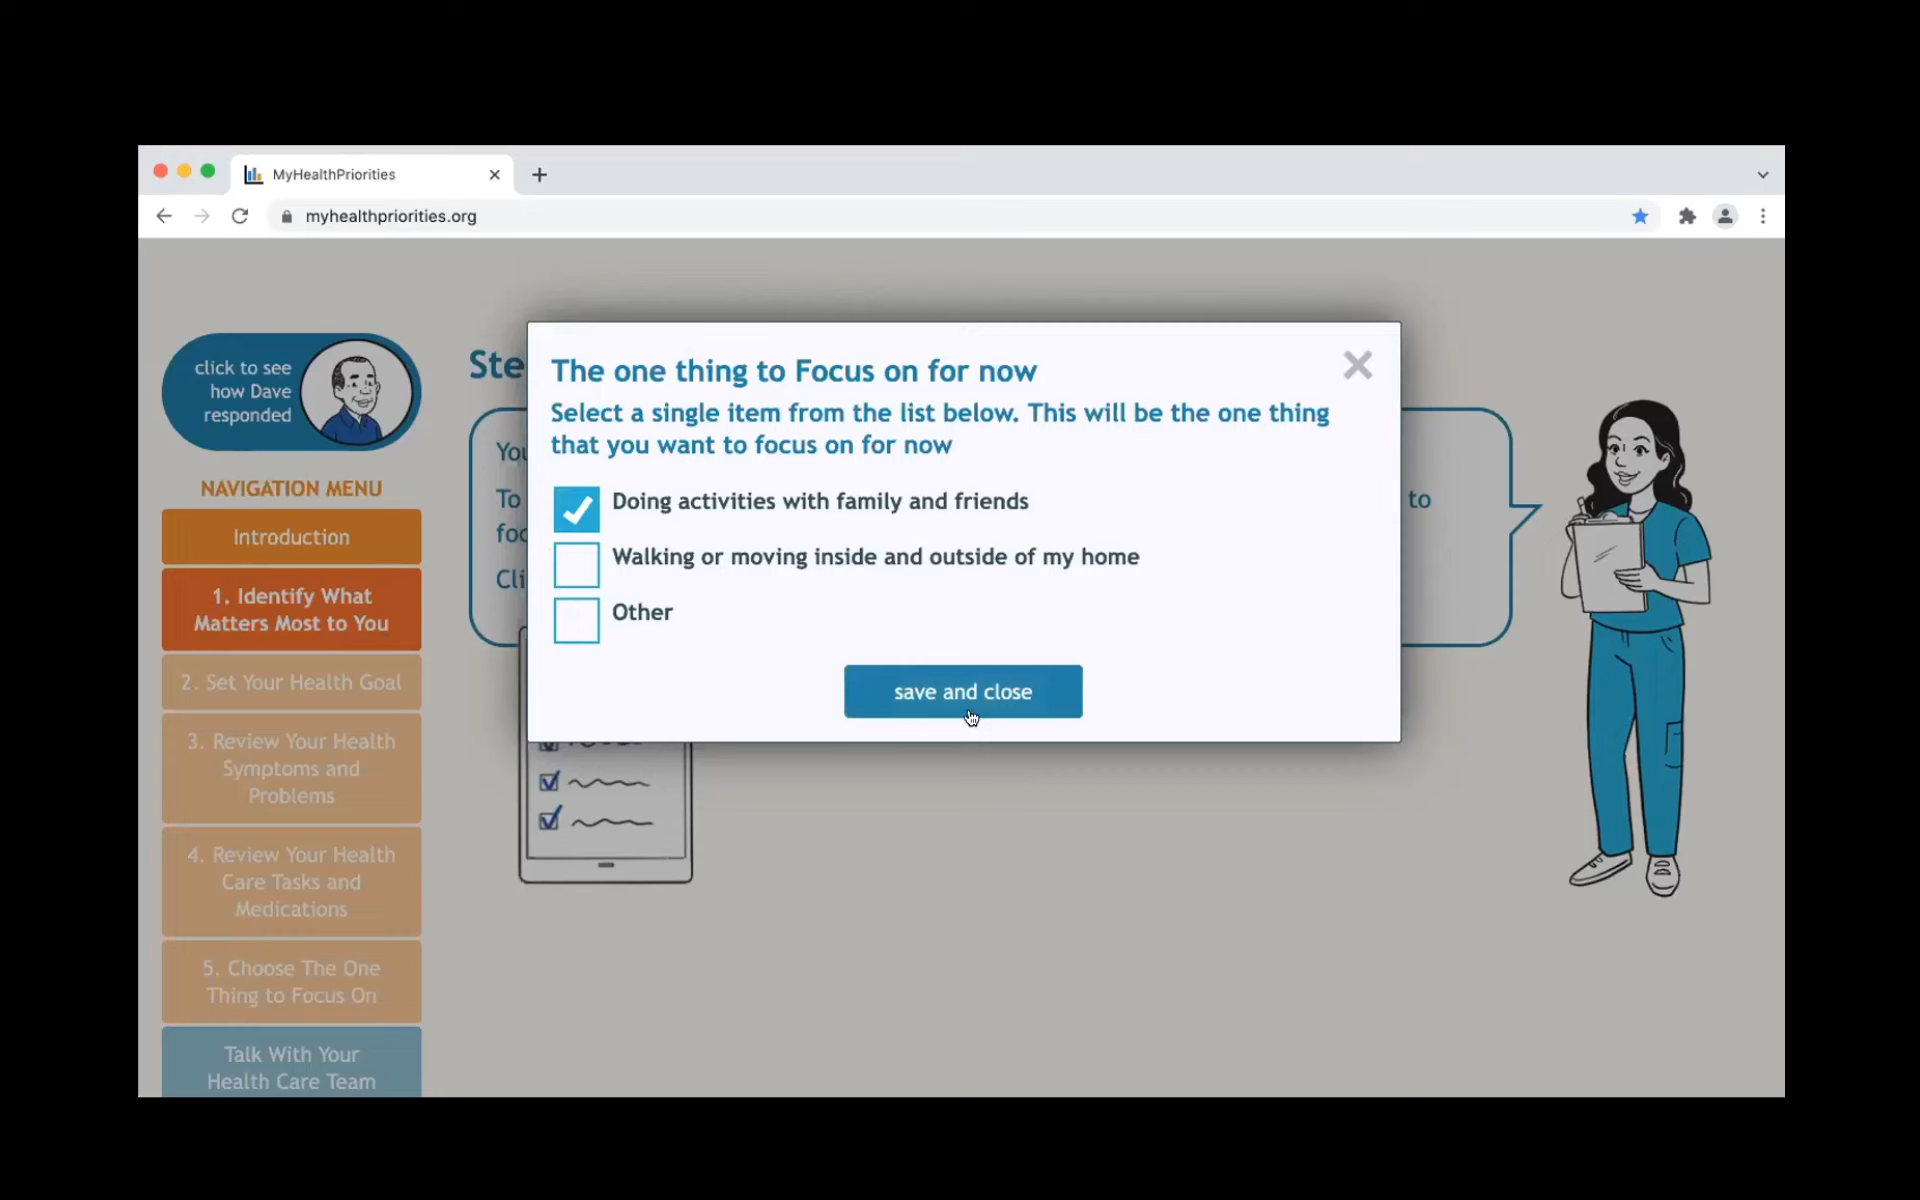 MyHealthPriorities
myhealthpriorities.org
click to see
how Dave
responded
NAVIGATION MENU
Introduction
1. Identify What
Matters Most to You
2. Set Your Health Goal
3. Review Your Health
Symptoms and
Problems
4. Review Your Health
Care Tasks and
Medications
5. Choose The One
Thing to Focus On
Talk With Your
Health Care Team
The one thing to Focus on for now
Select a single item from the list below. This will be the one thing
that you want to focus on for now
Doing activities with family and friends
Walking or moving inside and outside of my home
Other
save and close
To
to